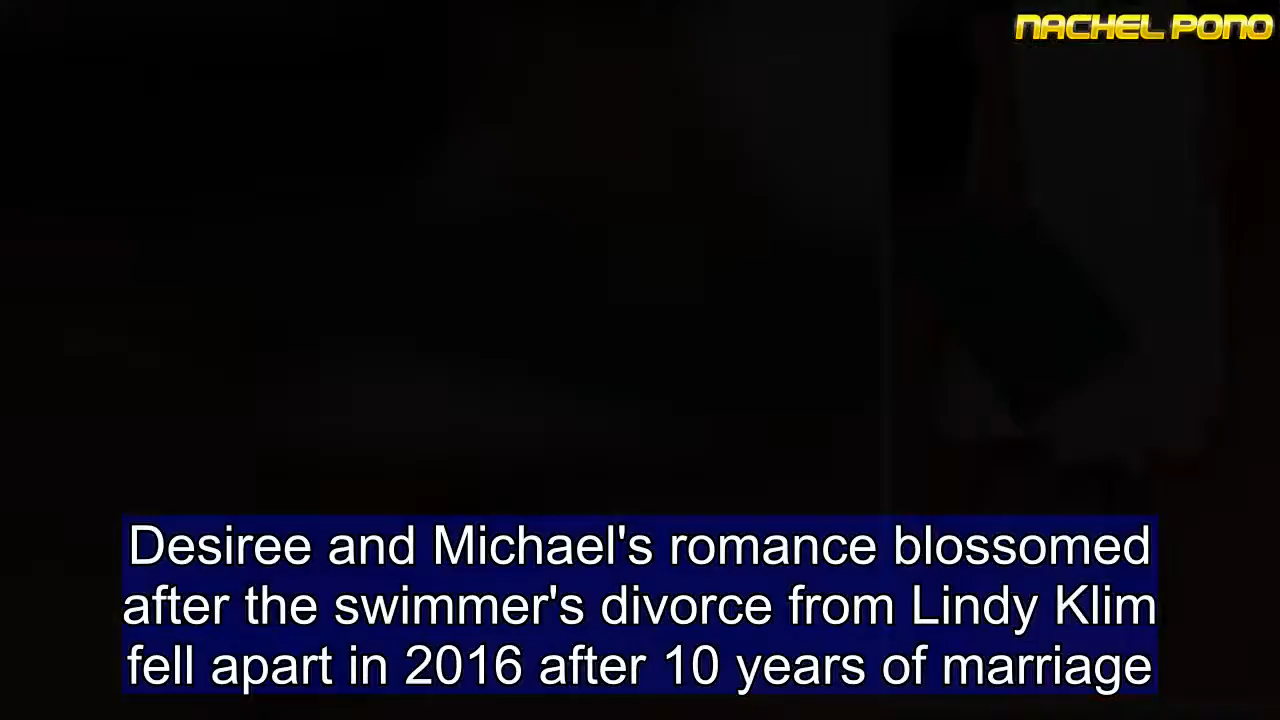 NACHEL PONO
Desiree and Michael's romance blossomed
after the swimmer's divorce from Lindy Klim
fell apart in 2016 after 10 years of marriage